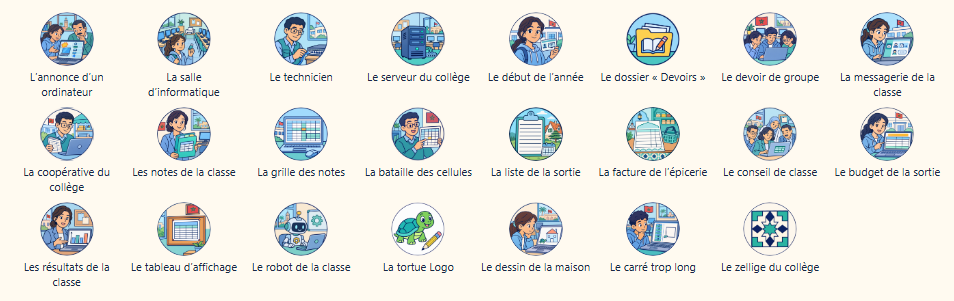 L'annonce d'un
ordinateur
La salle
d'informatique
Le technicien
Le serveur du collège
Le début de l'année
Le dossier « Devoirs »
Le devoir de groupe
La messagerie de la
classe
La coopérative du
collège
Les notes de la classe
La grille des notes
La bataille des cellules
La liste de la sortie
La facture de l'épicerie
Le conseil de classe
Le budget de la sortie
Les résultats de la
classe
Le tableau d'affichage
Le robot de la classe
La tortue Logo
Le dessin de la maison
Le carré trop long
Le zellige du collège